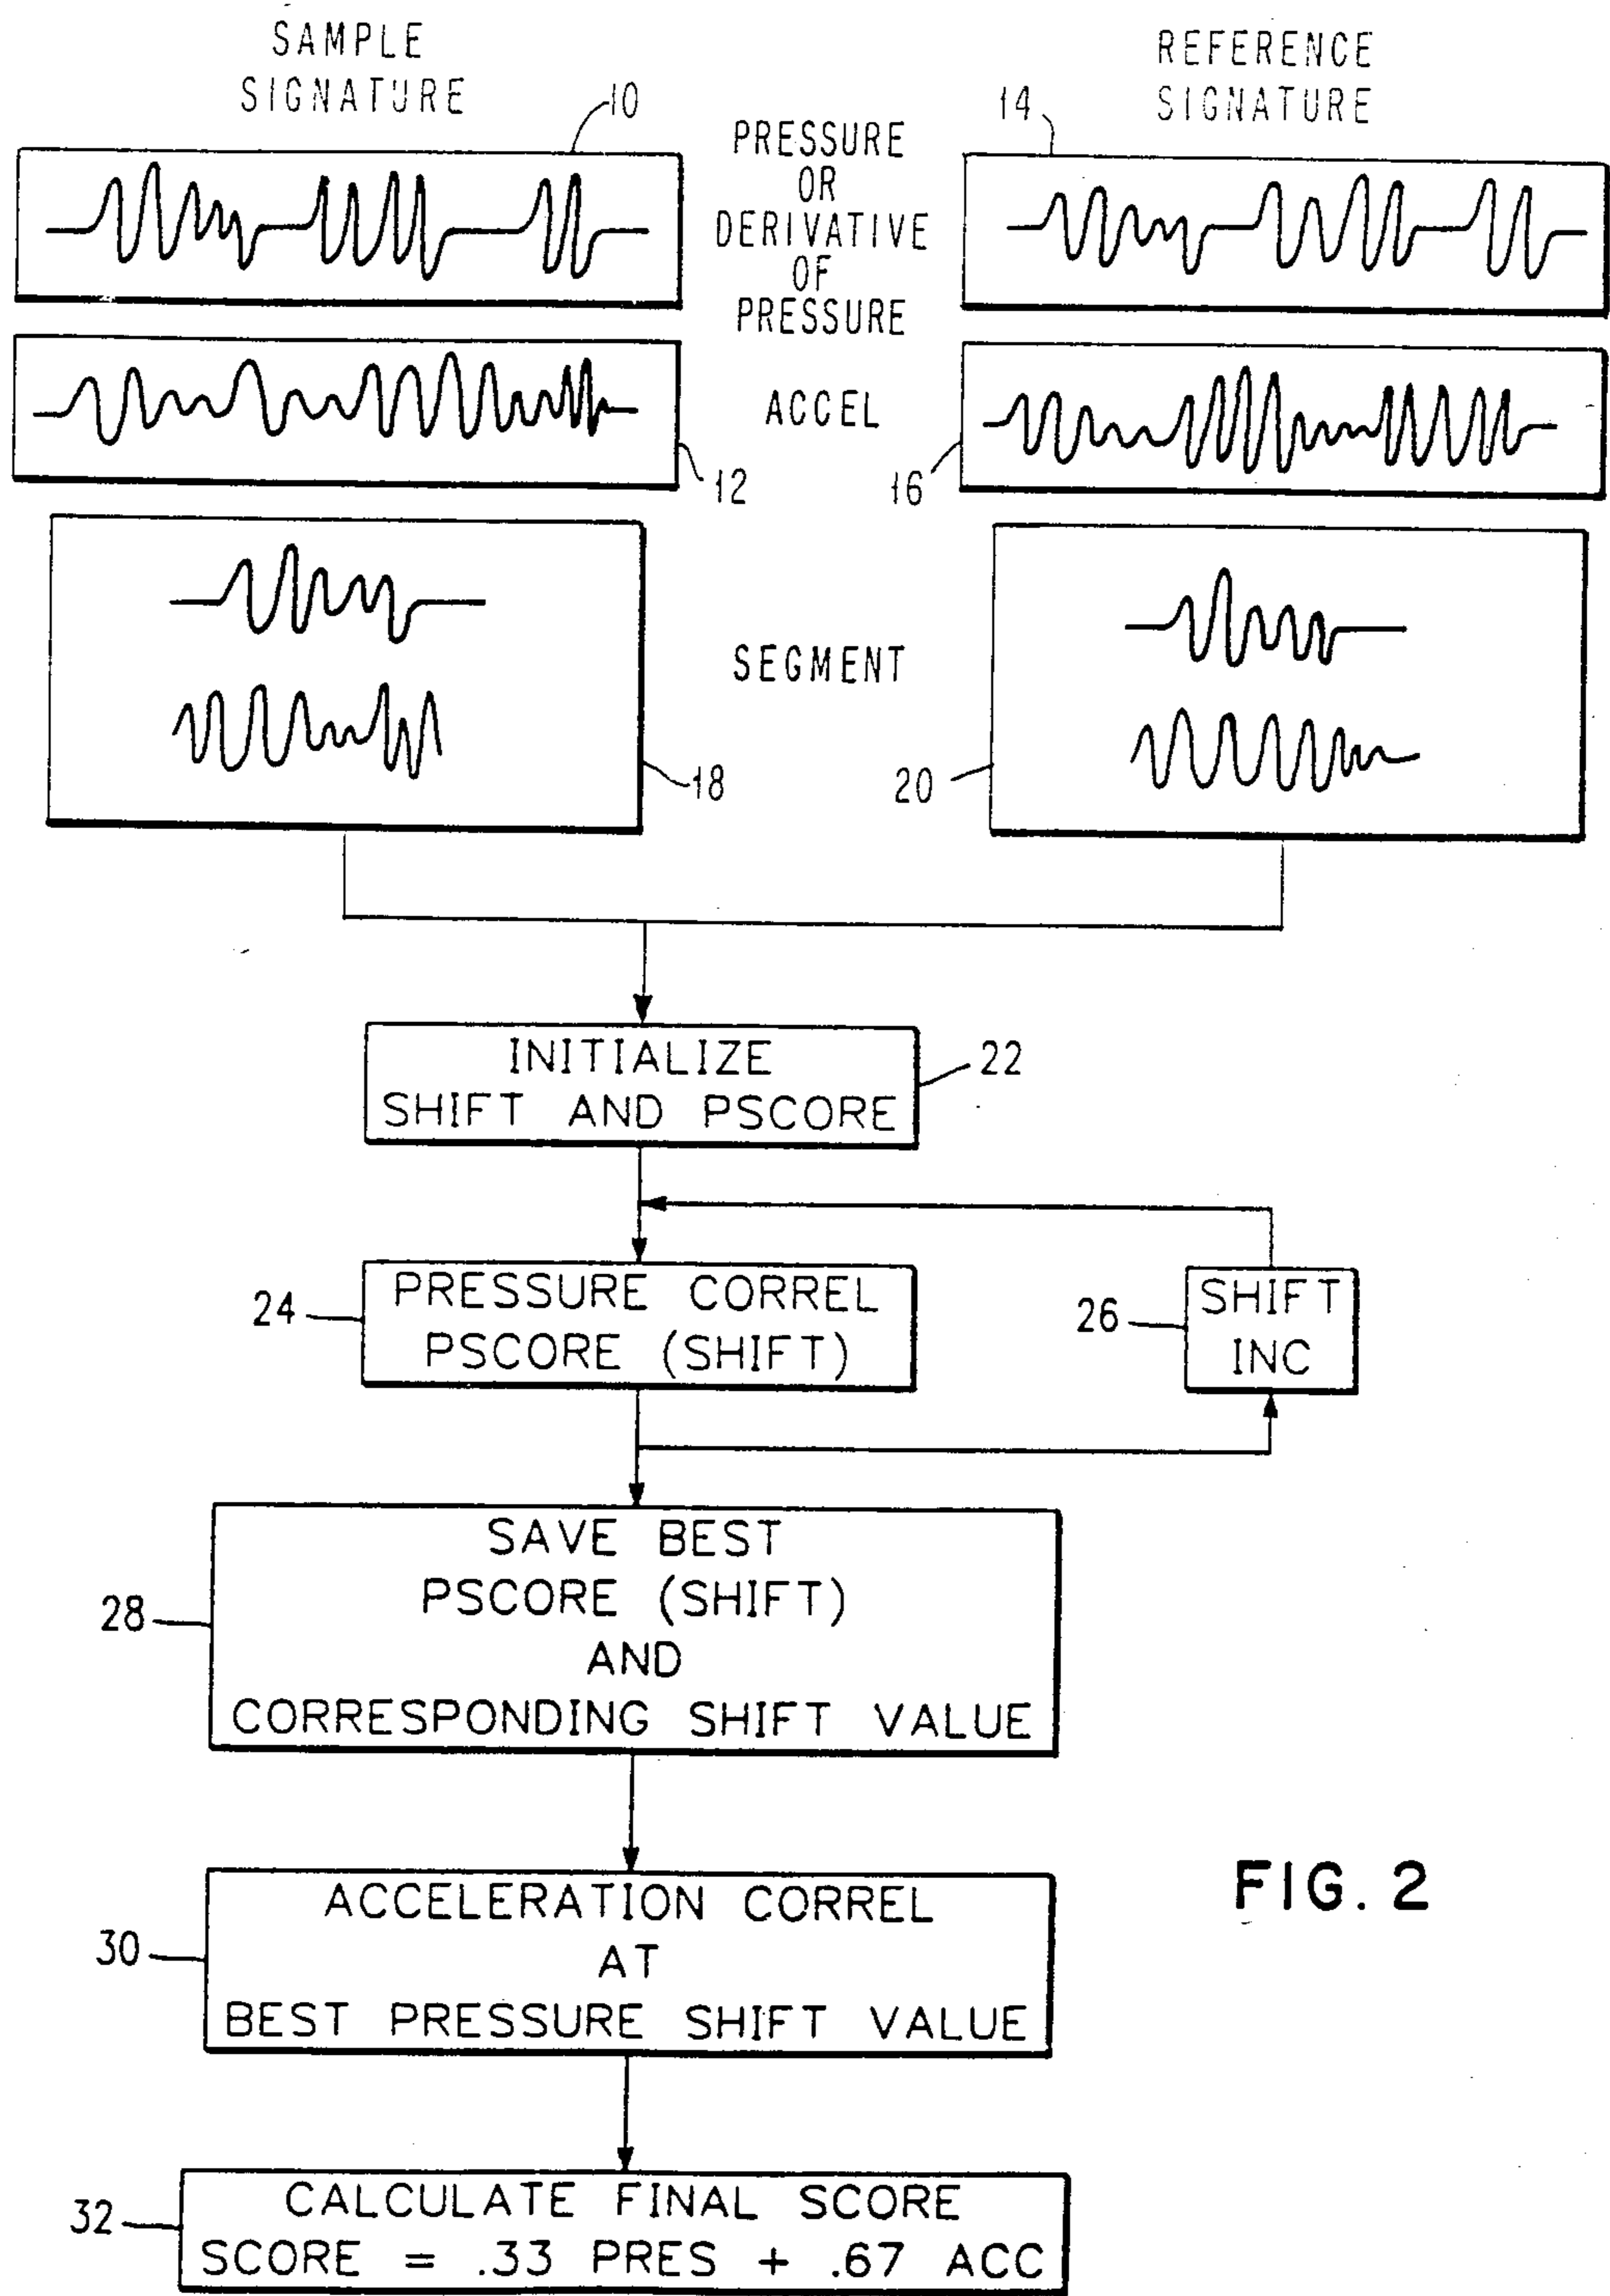 SAMPLE
SIGNATURE
REFERENCE
SIGNATURE
10
14
PRESSURE
OR
DERIVATIVE
OF
PRESSURE
ACCEL
12
16
SEGMENT
18
20
INITIALIZE
SHIFT AND PSCORE
22
PRESSURE CORREL
PSCORE (SHIFT)
24
SHIFT
INC
26
SAVE BEST
PSCORE (SHIFT)
AND
CORRESPONDING SHIFT VALUE
28
ACCELERATION CORREL
AT
BEST PRESSURE SHIFT VALUE
30
FIG. 2
CALCULATE FINAL SCORE
SCORE = .33 PRES + .67 ACC
32